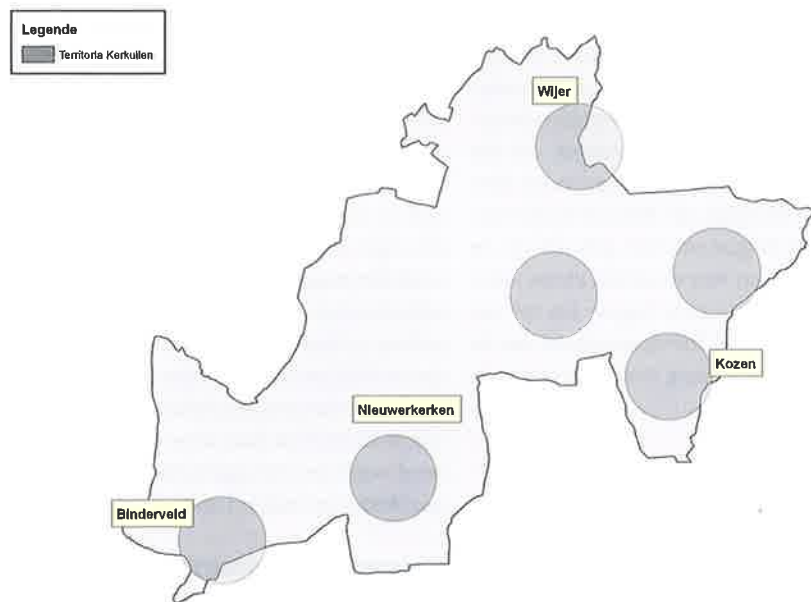 Legende
Territoria Kerkuilen
Wijer
Kozen
Nieuwerkerken
Binderveld